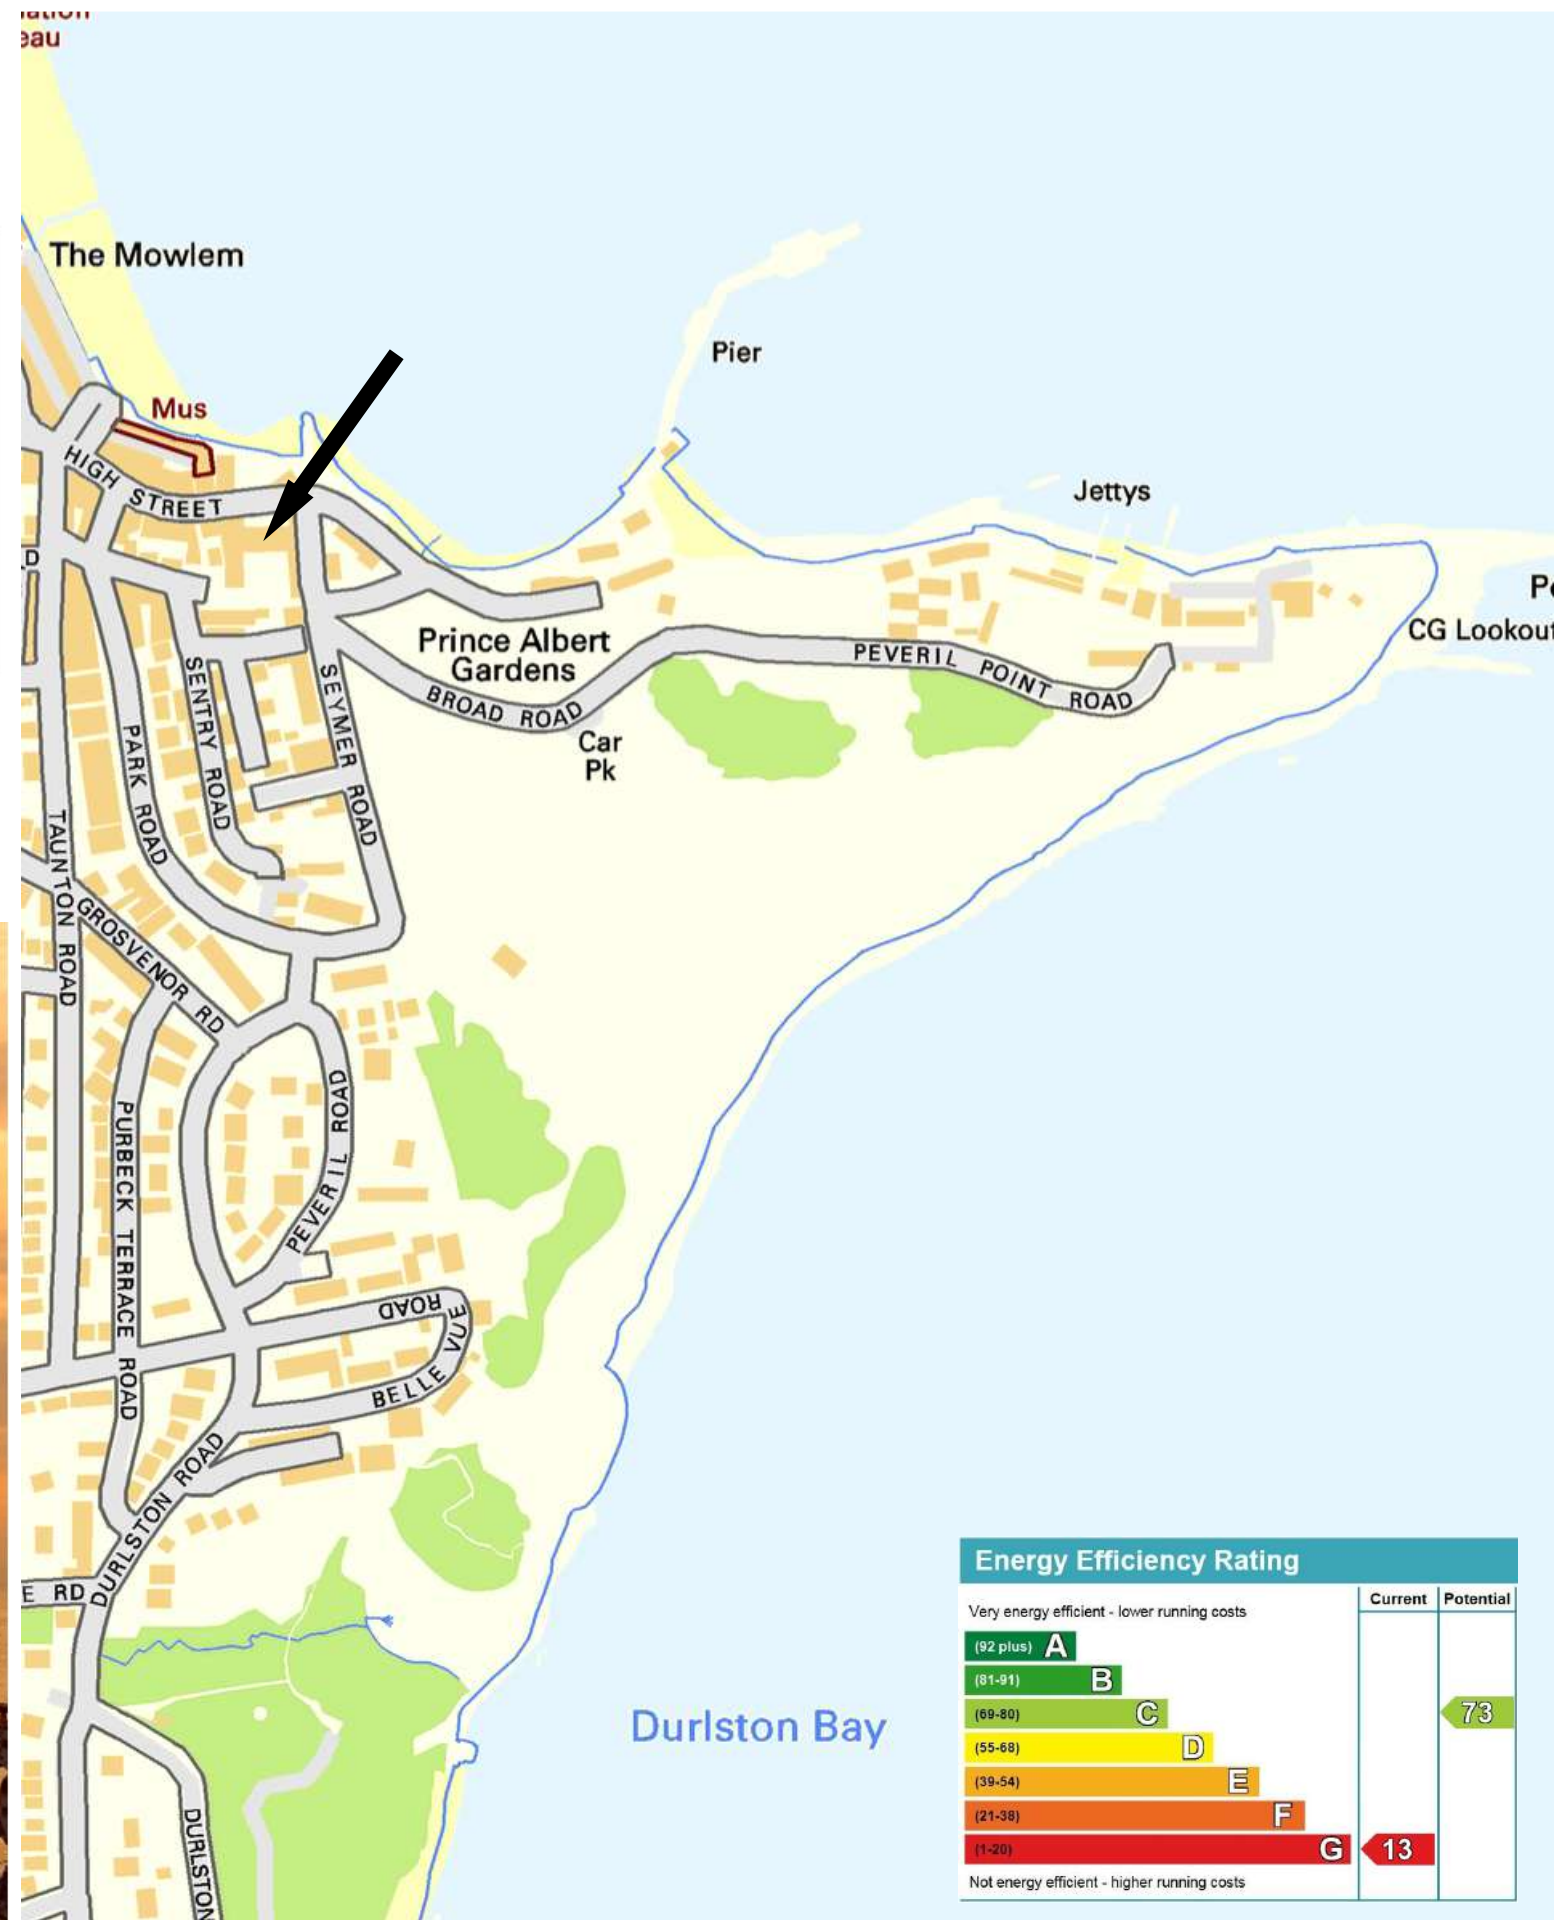 eau
The Mowlem
Pier
Mus
HIGH STREET
Jettys
D
CG Lookout
Prince Albert
Gardens
PEVERIL POINT ROAD
BROAD ROAD
Car
Pk
SENTRY ROAD
SEYMER ROAD
PARK ROAD
TAUNTON ROAD
GROSVENOR RD
PEVERIL ROAD
PURBECK TERRACE ROAD
BELLE VUE ROAD
DURLSTON ROAD
E RD
Durlston Bay
DURLSTON
Energy Efficiency Rating
Current Potential
Very energy efficient - lower running costs
(92 plus) A
(81-91) B
(69-80) C 73
(55-68) D
(39-54) E
(21-38) F
(1-20) G 13
Not energy efficient - higher running costs